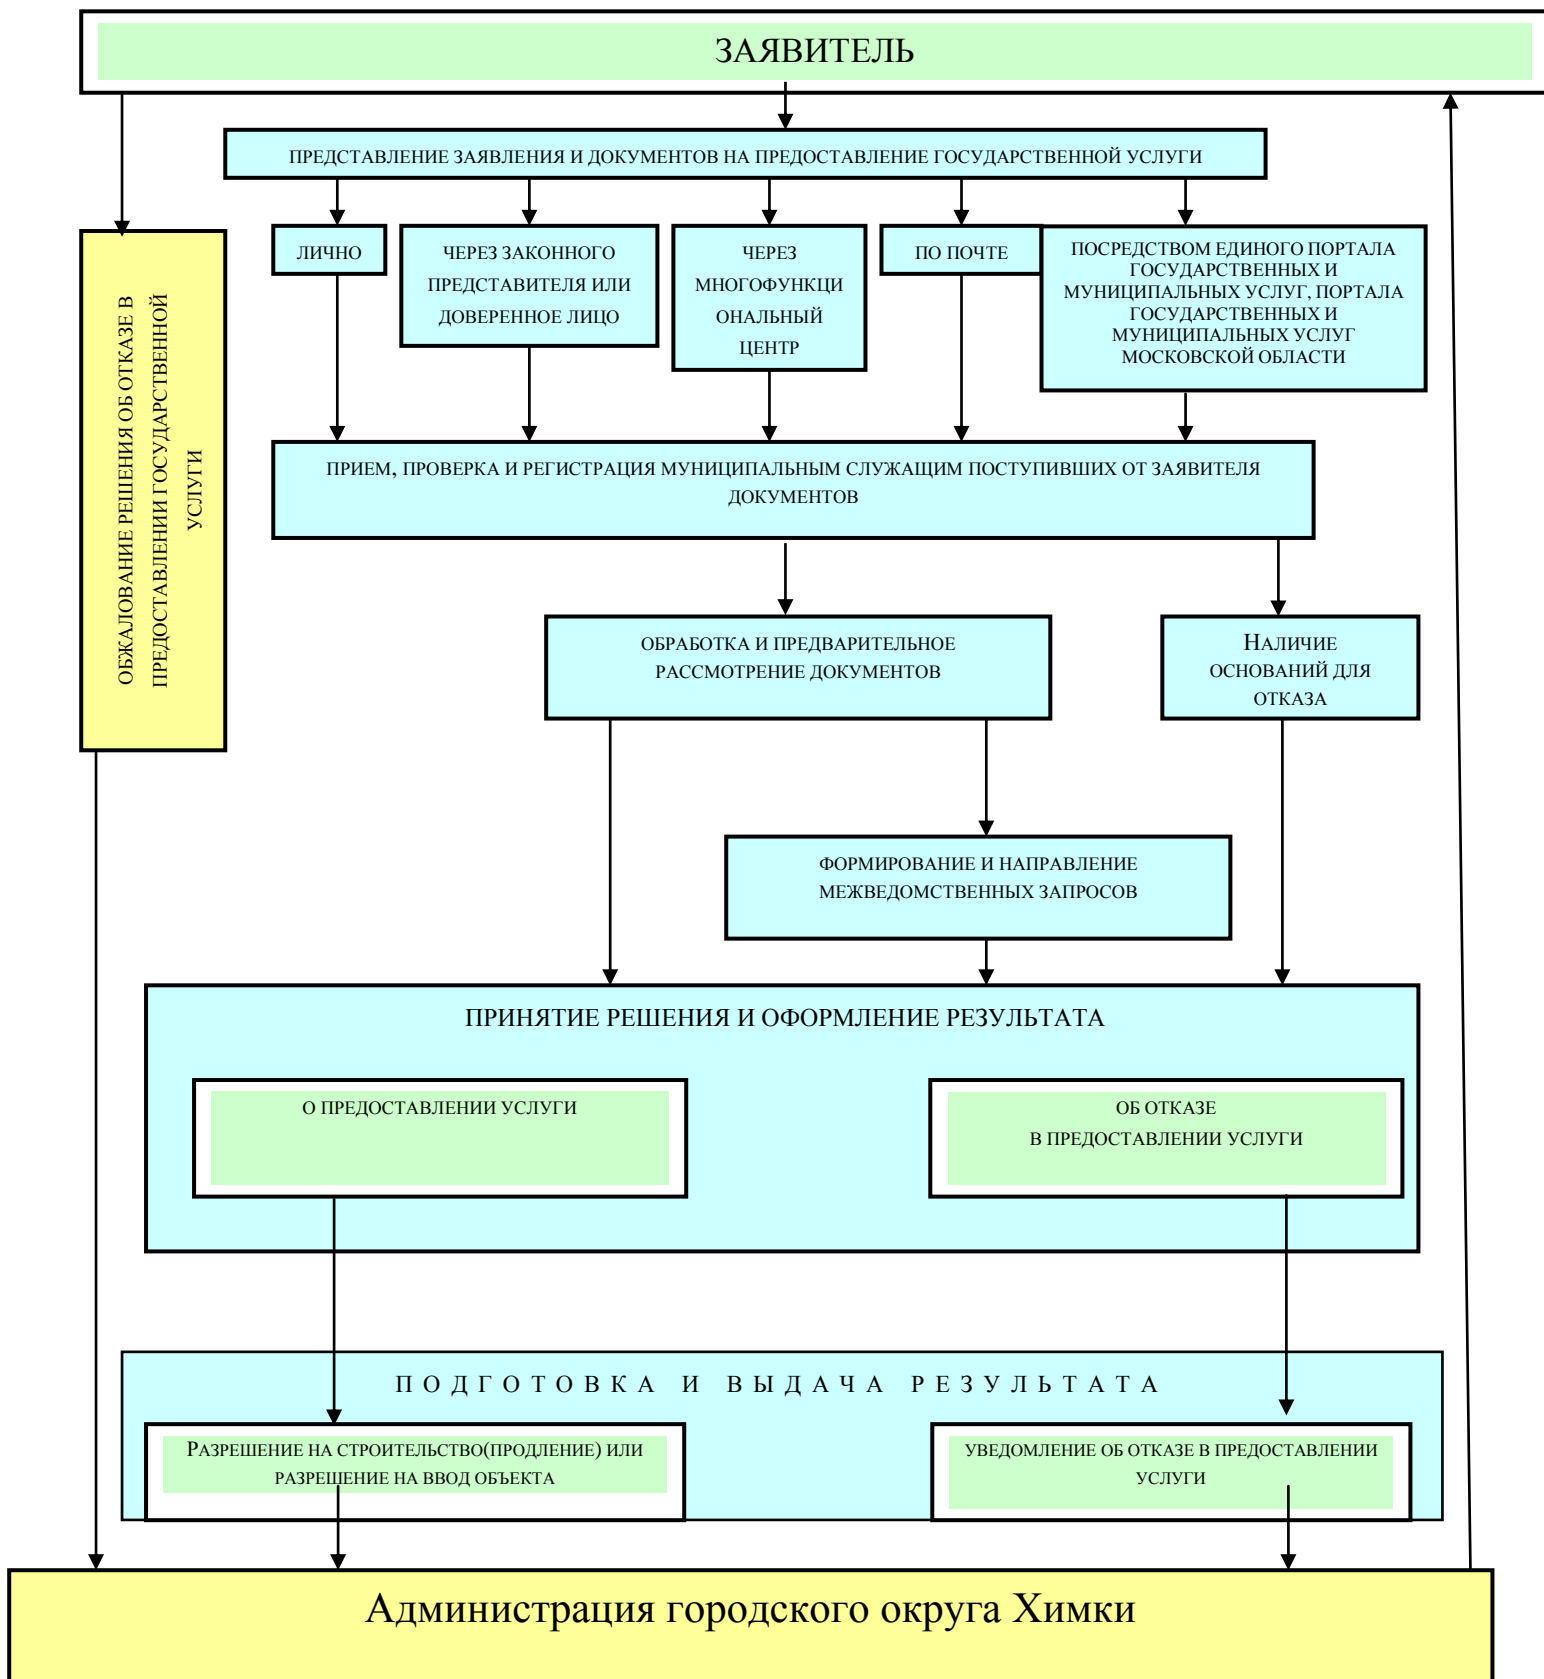 ЗАЯВИТЕЛЬ
ПРЕДСТАВЛЕНИЕ ЗАЯВЛЕНИЯ И ДОКУМЕНТОВ НА ПРЕДОСТАВЛЕНИЕ ГОСУДАРСТВЕННОЙ УСЛУГИ
ЛИЧНО
ЧЕРЕЗ ЗАКОННОГО
ПРЕДСТАВИТЕЛЯ ИЛИ
ДОВЕРЕННОЕ ЛИЦО
ЧЕРЕЗ
МНОГОФУНКЦИ
ОНАЛЬНЫЙ
ЦЕНТР
ПО ПОЧТЕ
ПОСРЕДСТВОМ ЕДИНОГО ПОРТАЛА
ГОСУДАРСТВЕННЫХ И
МУНИЦИПАЛЬНЫХ УСЛУГ, ПОРТАЛА
ГОСУДАРСТВЕННЫХ И
МУНИЦИПАЛЬНЫХ УСЛУГ
МОСКОВСКОЙ ОБЛАСТИ
ОБЖАЛОВАНИЕ РЕШЕНИЯ ОБ ОТКАЗЕ В
ПРЕДОСТАВЛЕНИИ ГОСУДАРСТВЕННОЙ
УСЛУГИ
ПРИЕМ, ПРОВЕРКА И РЕГИСТРАЦИЯ МУНИЦИПАЛЬНЫМ СЛУЖАЩИМ ПОСТУПИВШИХ ОТ ЗАЯВИТЕЛЯ
ДОКУМЕНТОВ
ОБРАБОТКА И ПРЕДВАРИТЕЛЬНОЕ
РАССМОТРЕНИЕ ДОКУМЕНТОВ
НАЛИЧИЕ
ОСНОВАНИЙ ДЛЯ
ОТКАЗА
ФОРМИРОВАНИЕ И НАПРАВЛЕНИЕ
МЕЖВЕДОМСТВЕННЫХ ЗАПРОСОВ
ПРИНЯТИЕ РЕШЕНИЯ И ОФОРМЛЕНИЕ РЕЗУЛЬТАТА
О ПРЕДОСТАВЛЕНИИ УСЛУГИ
ОБ ОТКАЗЕ
В ПРЕДОСТАВЛЕНИИ УСЛУГИ
ПОДГОТОВКА И ВЫДАЧА РЕЗУЛЬТАТА
РАЗРЕШЕНИЕ НА СТРОИТЕЛЬСТВО(ПРОДЛЕНИЕ) ИЛИ
РАЗРЕШЕНИЕ НА ВВОД ОБЪЕКТА
УВЕДОМЛЕНИЕ ОБ ОТКАЗЕ В ПРЕДОСТАВЛЕНИИ
УСЛУГИ
Администрация городского округа Химки